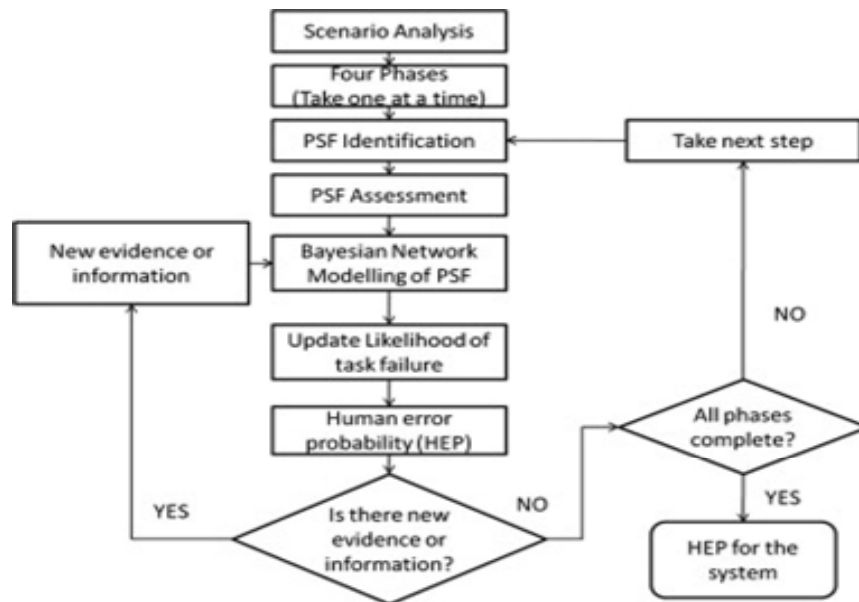 Scenario Analysis
Four Phases
(Take one at a time)
PSF Identification
Take next step
PSF Assessment
New evidence or
information
Bayesian Network
Modelling of PSF
NO
Update Likelihood of
task failure
Human error
probability (HEP)
All phases
complete?
YES
NO
YES
Is there new
evidence or
information?
HEP for the
system